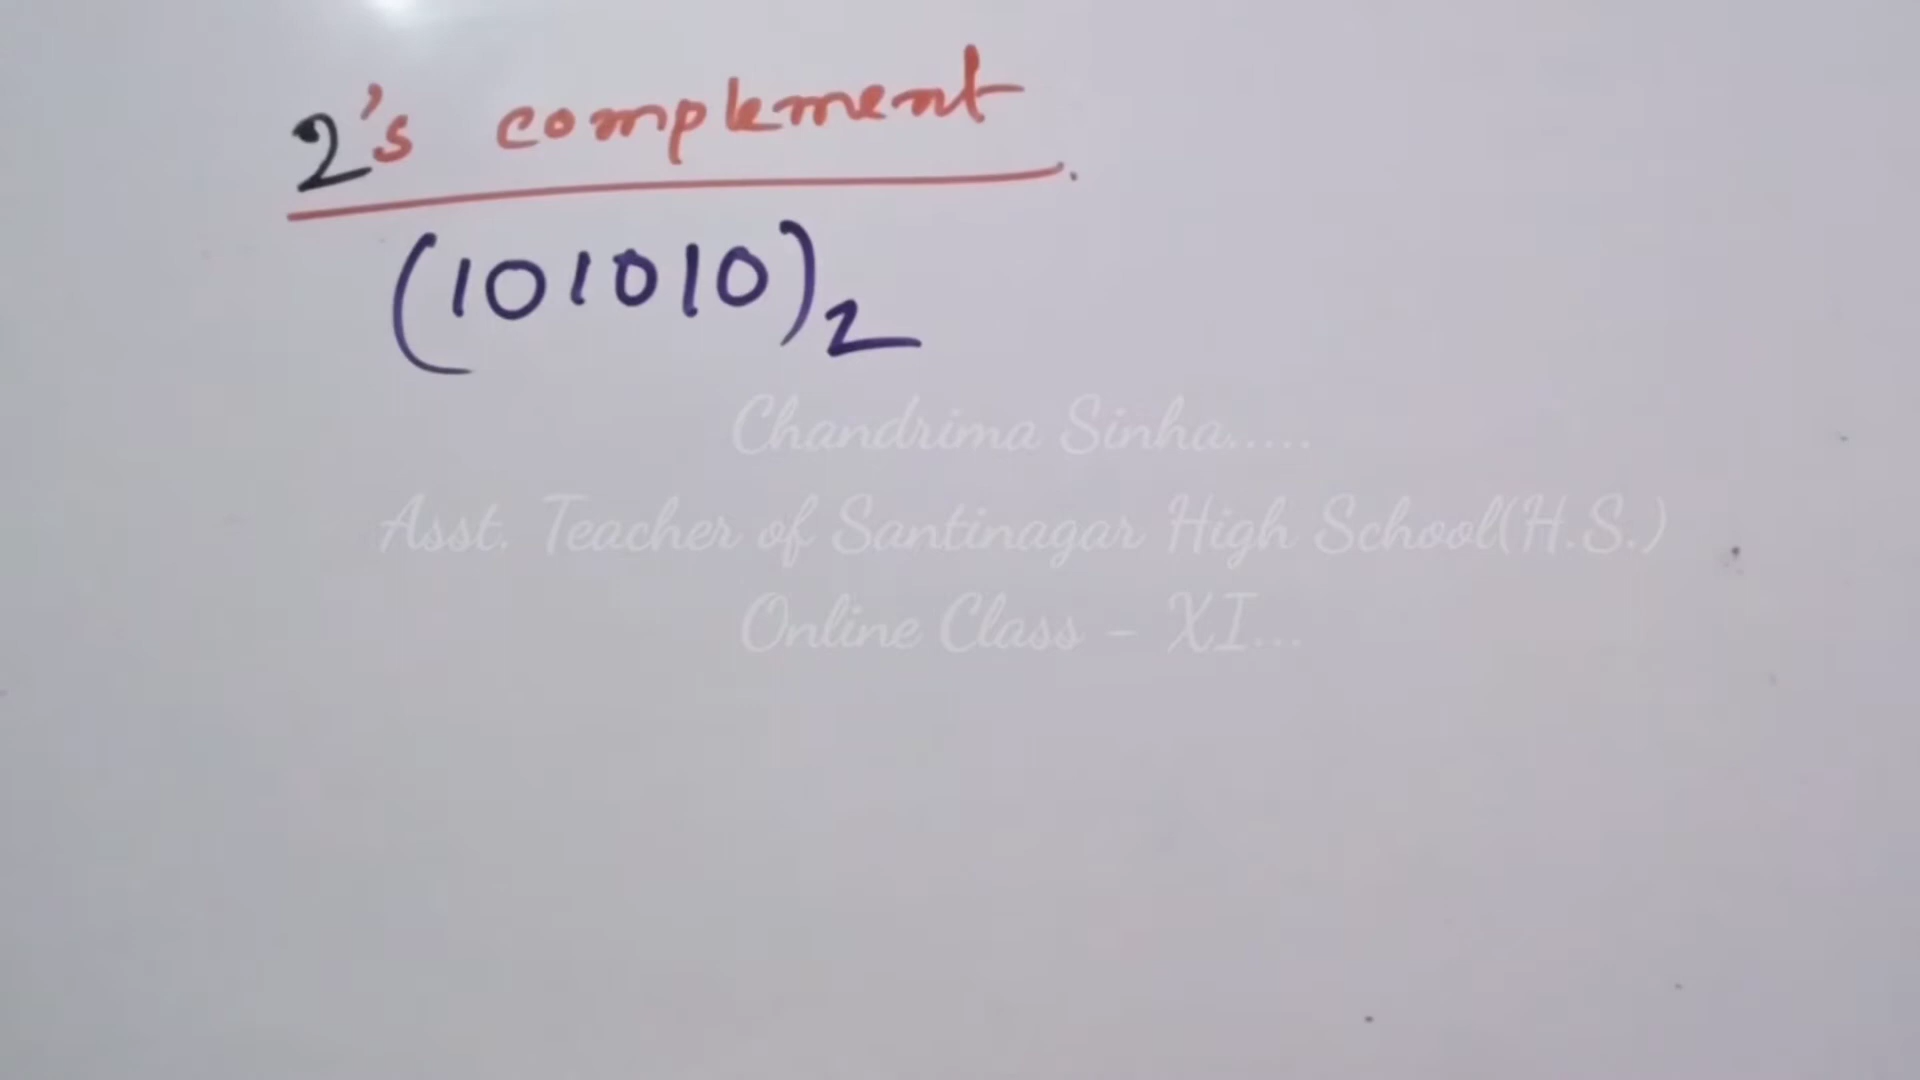 2's complement.
(101010)2
Chandrima Sinha.....
Asst. Teacher of Santinagar High School(H.S.)
Online Class - XI...